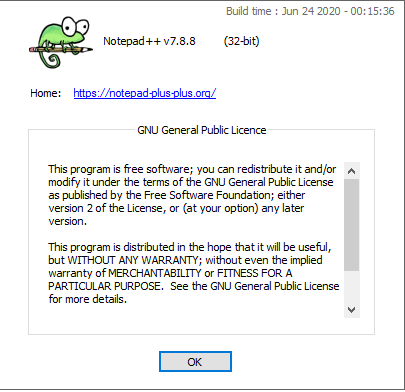 Build time : Jun 24 2020 - 00:15:36
Notepad++ v7.8.8 (32-bit)
Home: https://notepad-plus-plus.org/
GNU General Public Licence
This program is free software; you can redistribute it and/or
modify it under the terms of the GNU General Public License
as published by the Free Software Foundation; either
version 2 of the License, or (at your option) any later
version.
This program is distributed in the hope that it will be useful,
but WITHOUT ANY WARRANTY; without even the implied
warranty of MERCHANTABILITY or FITNESS FOR A
PARTICULAR PURPOSE.  See the GNU General Public License
for more details.
OK